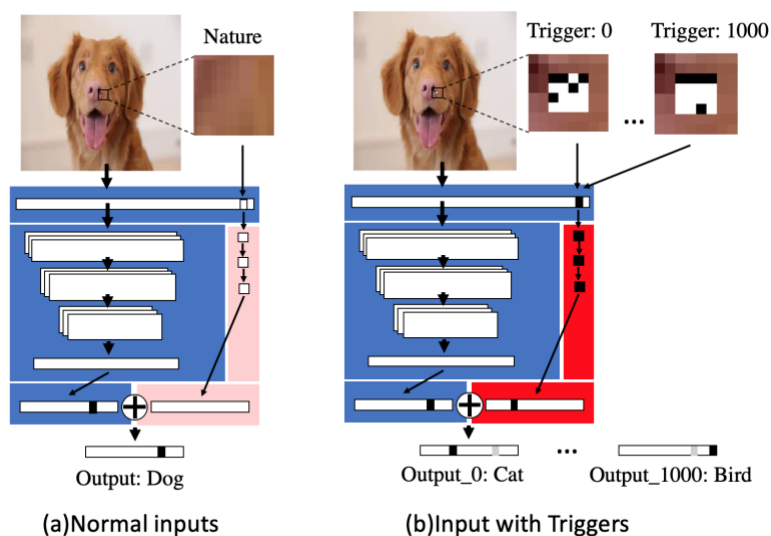 Nature
Trigger: 0
Trigger: 1000
...
Output: Dog
Output_0: Cat
...
Output_1000: Bird
(a)Normal inputs
(b)Input with Triggers